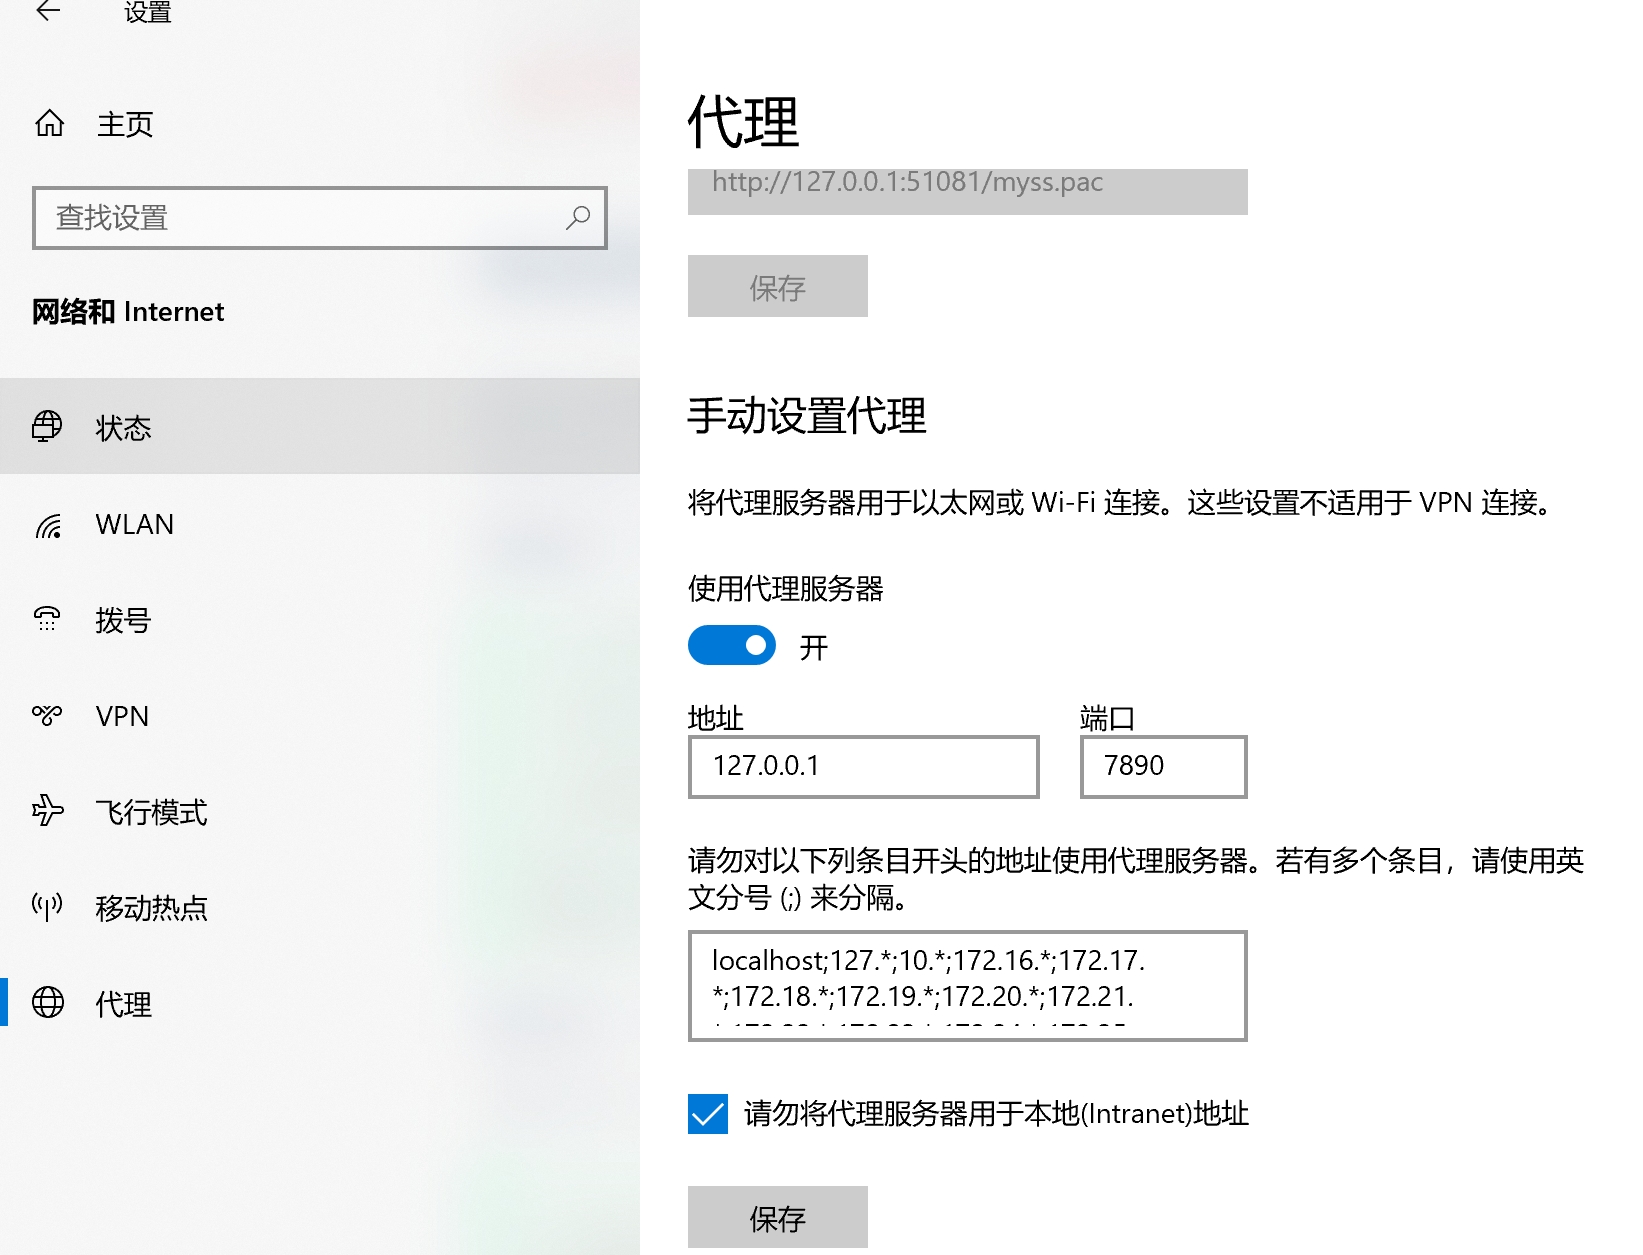 设置
主页
查找设置
网络和 Internet
状态
WLAN
拨号
VPN
飞行模式
移动热点
代理
代理
http://127.0.0.1:51081/myss.pac
保存
手动设置代理
将代理服务器用于以太网或 Wi-Fi 连接。这些设置不适用于 VPN 连接。
使用代理服务器
开
地址
端口
127.0.0.1
7890
请勿对以下列条目开头的地址使用代理服务器。若有多个条目，请使用英
文分号 (;) 来分隔。
localhost;127.*;10.*;172.16.*;172.17.
*;172.18.*;172.19.*;172.20.*;172.21.
请勿将代理服务器用于本地(Intranet)地址
保存